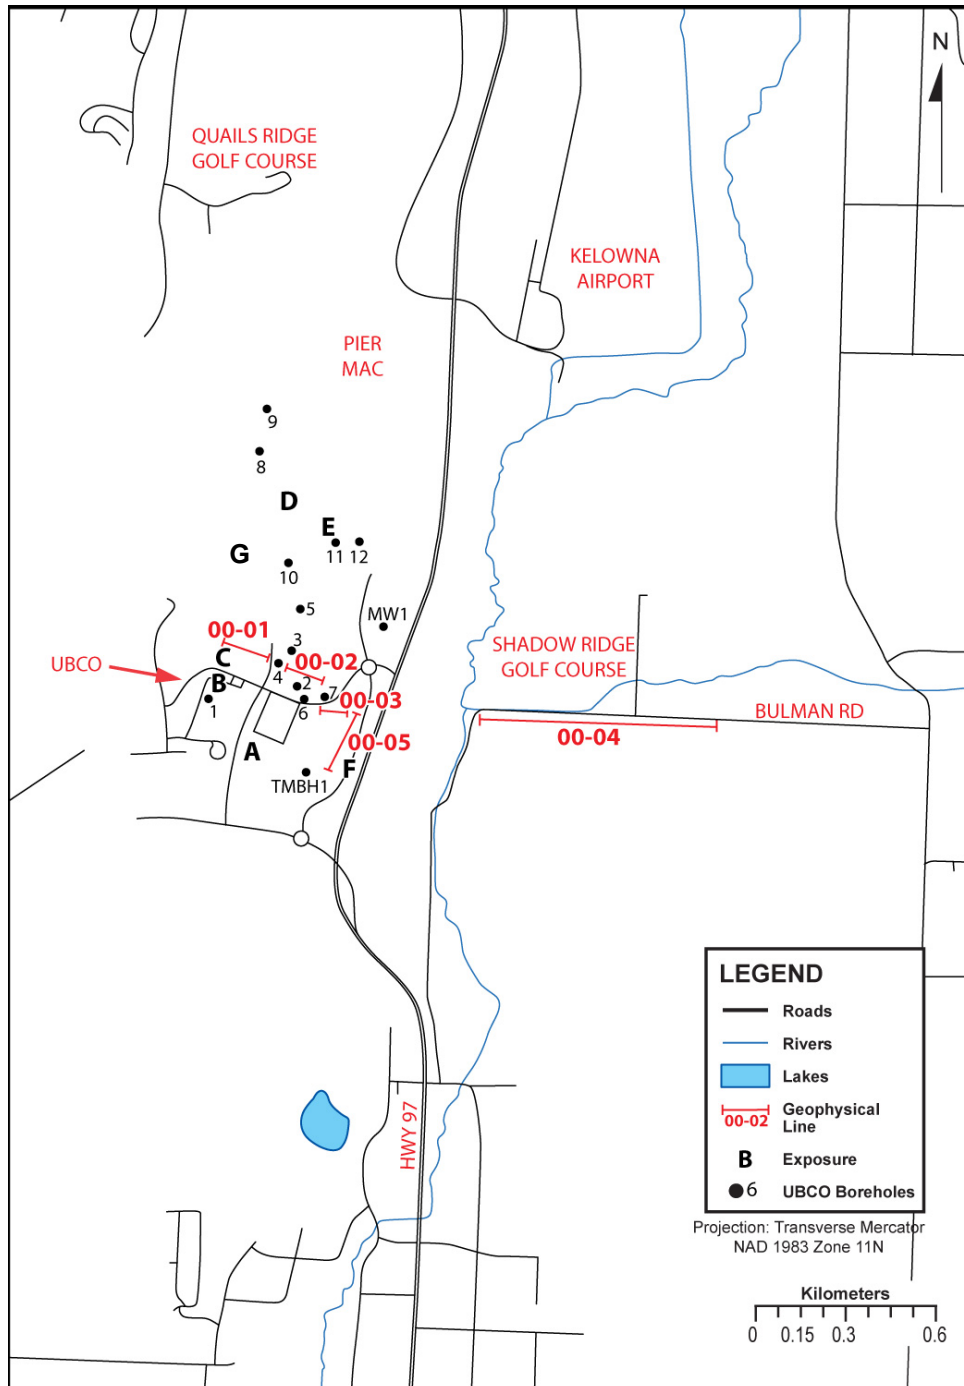 N
QUAILS RIDGE
GOLF COURSE
KELOWNA
AIRPORT
PIER
MAC
9
8
D
E
11
12
G
10
5
MW1
00-01
3
00-02
SHADOW RIDGE
GOLF COURSE
UBCO
C
4
B
2
7
1
6
00-03
BULMAN RD
A
00-05
00-04
F
TMBH1
HWY 97
LEGEND
Roads
Rivers
Lakes
00-02
Geophysical
Line
B
Exposure
6
UBCO Boreholes
Projection: Transverse Mercator
NAD 1983 Zone 11N
Kilometers
0 0.15 0.3 0.6